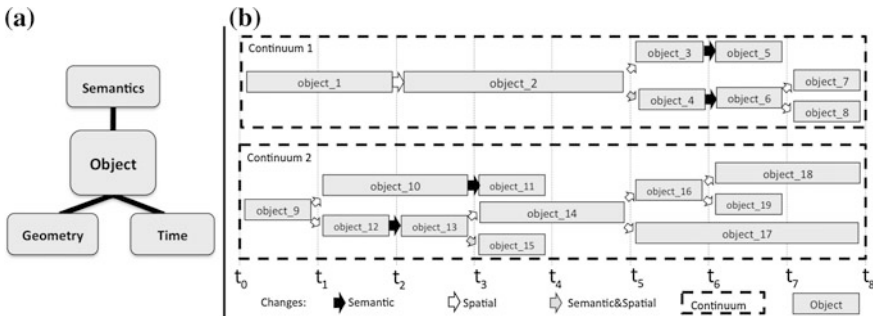 (a)
Semantics
Object
Geometry
Time
(b)
Continuum 1
object_1
object_2
object_3
object_5
object_4
object_6
object_7
object_8
Continuum 2
object_9
object_10
object_11
object_12
object_13
object_14
object_15
object_16
object_18
object_19
object_17
t0 t1 t2 t3 t4 t5 t6 t7 t8
Changes: Semantic Spatial Semantic&Spatial Continuum Object